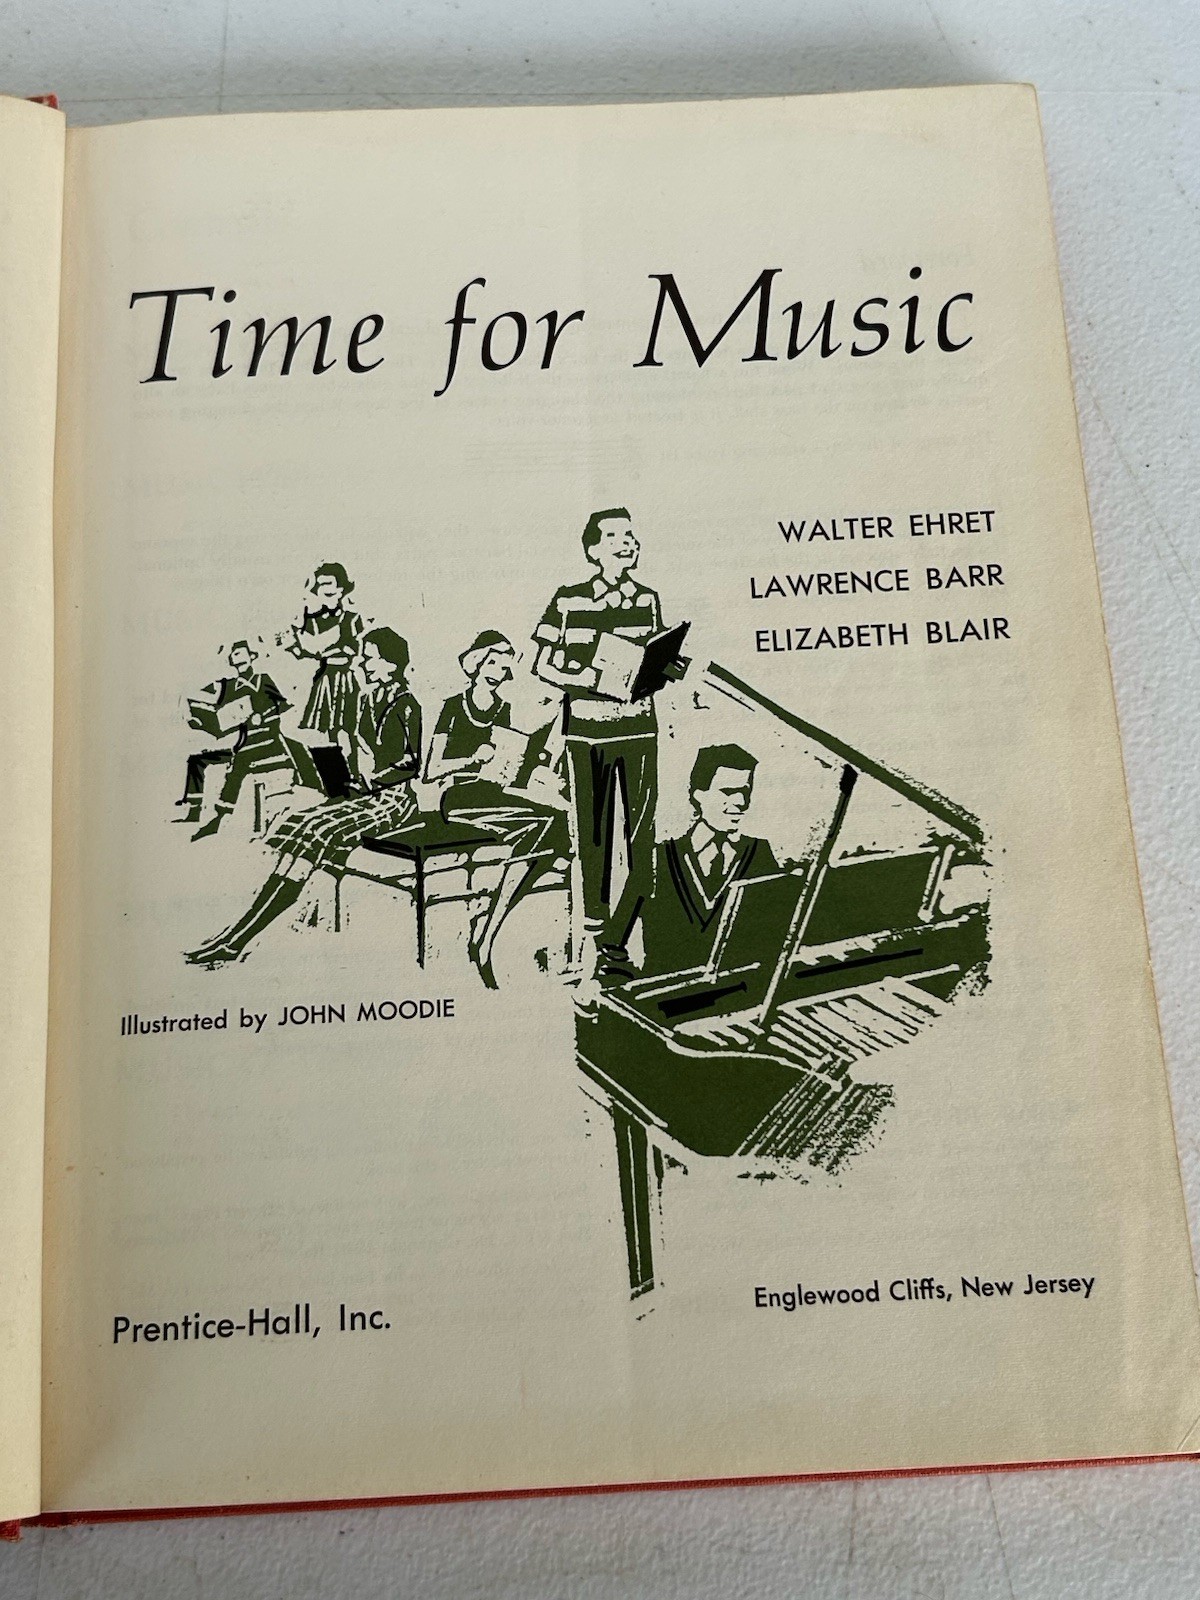 Time for Music
WALTER EHRET
LAWRENCE BARR
ELIZABETH BLAIR
Illustrated by JOHN MOODIE
Prentice-Hall, Inc.
Englewood Cliffs, New Jersey